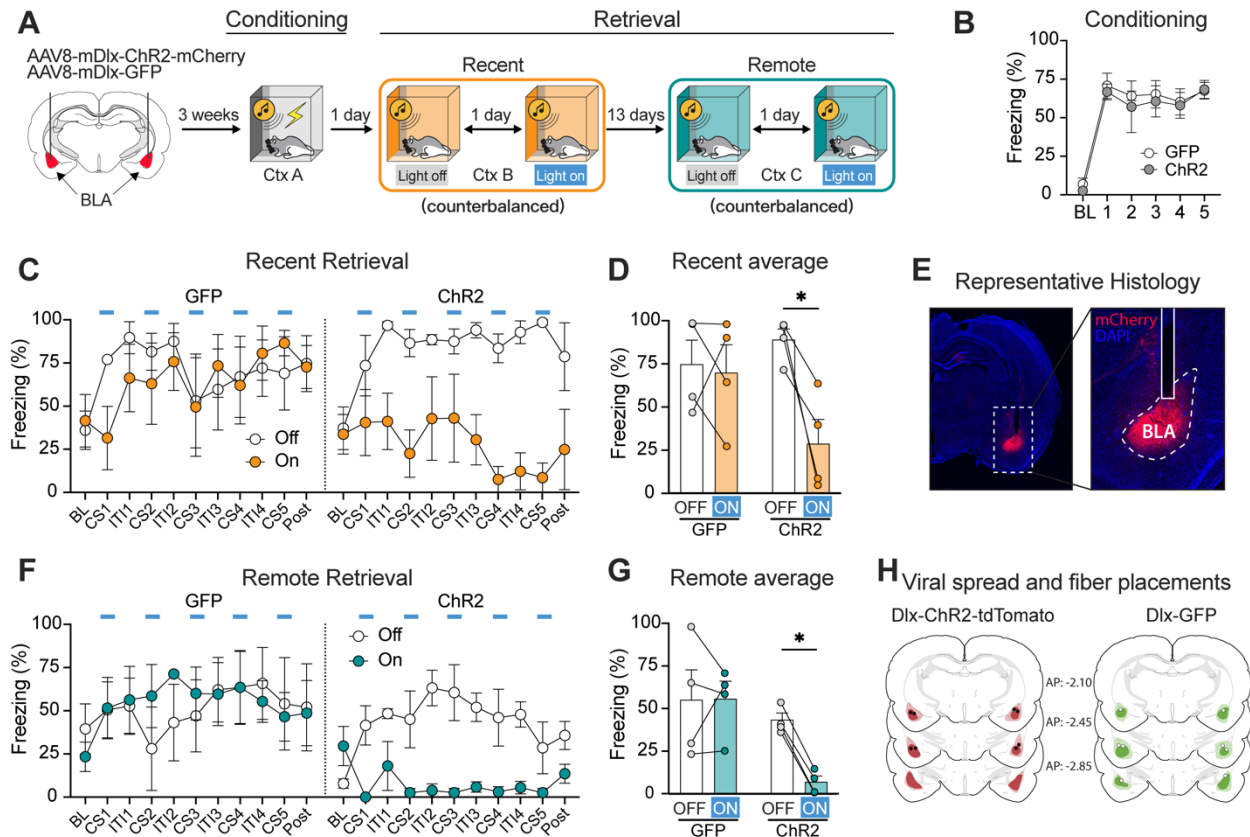 A
Conditioning
Retrieval
AAV8-mDlx-ChR2-mCherry
AAV8-mDlx-GFP
BLA
3 weeks
Ctx A
1 day
Recent
1 day
Light off
Ctx B
Light on
(counterbalanced)
13 days
Remote
1 day
Light off
Ctx C
Light on
(counterbalanced)
B
Conditioning
Freezing (%)
100
75
50
25
0
GFP
ChR2
BL 1 2 3 4 5
C
Recent Retrieval
GFP
ChR2
Freezing (%)
100
75
50
25
0
Off
On
BL CS1 ITI1 CS2 ITI2 CS3 ITI3 CS4 ITI4 CS5 Post
BL CS1 ITI1 CS2 ITI2 CS3 ITI3 CS4 ITI4 CS5 Post
D
Recent average
Freezing (%)
100
75
50
25
0
*
OFF ON OFF ON
GFP ChR2
E
Representative Histology
mCherry
DAPI
BLA
F
Remote Retrieval
GFP
ChR2
Freezing (%)
100
75
50
25
0
Off
On
BL CS1 ITI1 CS2 ITI2 CS3 ITI3 CS4 ITI4 CS5 Post
BL CS1 ITI1 CS2 ITI2 CS3 ITI3 CS4 ITI4 CS5 Post
G
Remote average
Freezing (%)
100
75
50
25
0
*
OFF ON OFF ON
GFP ChR2
H
Viral spread and fiber placements
Dlx-ChR2-tdTomato
Dlx-GFP
AP: -2.10
AP: -2.45
AP: -2.85